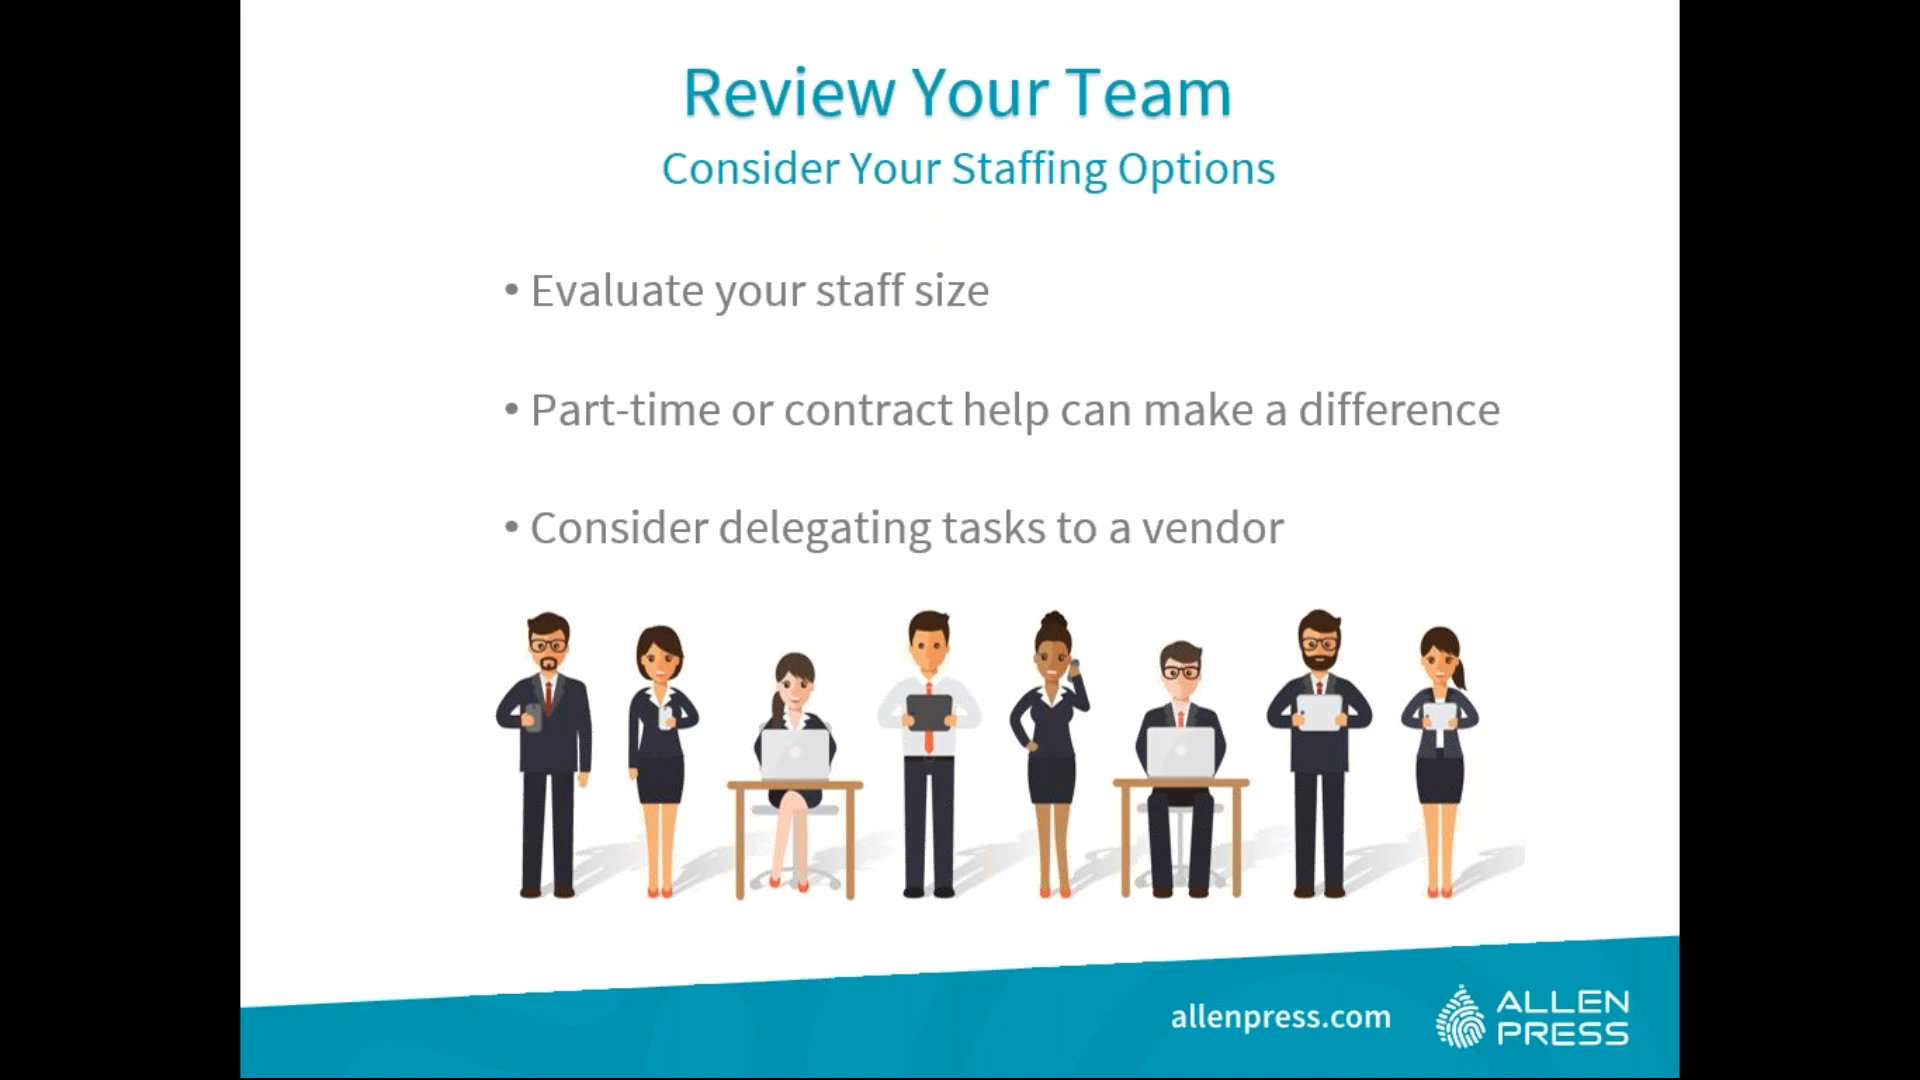 Review Your Team
Consider Your Staffing Options
• Evaluate your staff size
• Part-time or contract help can make a difference
• Consider delegating tasks to a vendor
allenpress.com
ALLEN
PRESS